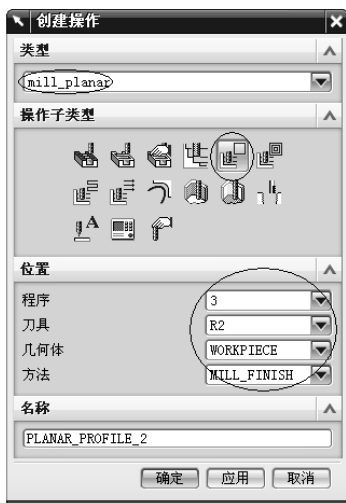 创建操作
类型
mill_planar
操作子类型
A
位置
程序 3
刀具 R2
几何体 WORKPIECE
方法 MILL_FINISH
名称
PLANAR_PROFILE_2
确定 应用 取消